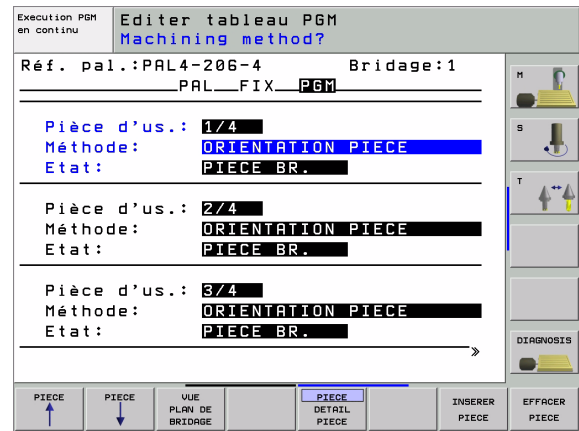 Execution PGM
en continu
Editer tableau PGM
Machining method?
Réf. pal.:PAL4-206-4 Bridage:1
PAL FIX PGM
Pièce d'us.: 1/4
Méthode: ORIENTATION PIECE
Etat: PIECE BR.
Pièce d'us.: 2/4
Méthode: ORIENTATION PIECE
Etat: PIECE BR.
Pièce d'us.: 3/4
Méthode: ORIENTATION PIECE
Etat: PIECE BR.
»
M
S
T
DIAGNOSIS
PIECE
PIECE
VUE
PLAN DE
BRIDAGE
PIECE
DETAIL
PIECE
INSERER
PIECE
EFFACER
PIECE